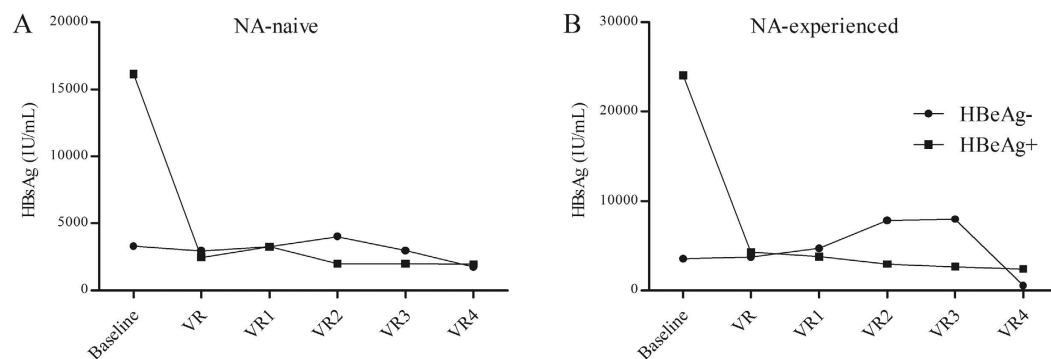 A
NA-naive
HBsAg (IU/mL)
20000
15000
10000
5000
0
Baseline
VR
VR1
VR2
VR3
VR4
B
NA-experienced
HBsAg (IU/mL)
30000
20000
10000
0
HBeAg-
HBeAg+
Baseline
VR
VR1
VR2
VR3
VR4